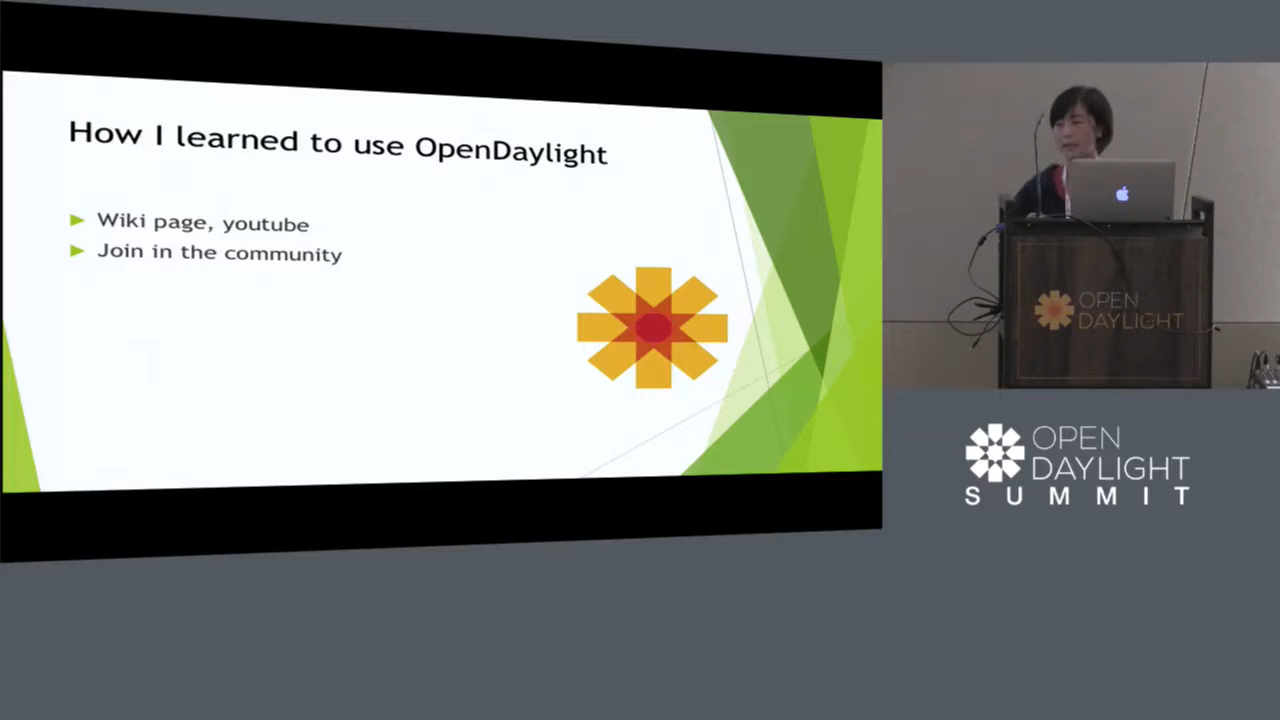 How I learned to use OpenDaylight
Wiki page, youtube
Join in the community
OPEN
DAYLIGHT
OPEN
DAYLIGHT
SUMMIT